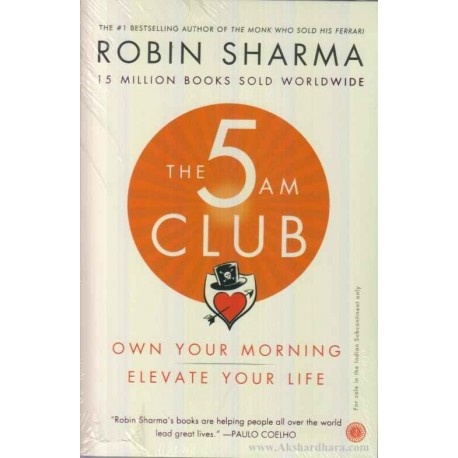 THE #1 BESTSELLING AUTHOR OF THE MONK WHO SOLD HIS FERRARI
ROBIN SHARMA
15 MILLION BOOKS SOLD WORLDWIDE
THE 5 AM
CLUB
OWN YOUR MORNING
ELEVATE YOUR LIFE
For sale in the Indian Subcontinent only
"Robin Sharma's books are helping people all over the world
lead great lives." —PAULO COELHO
www.Akshardhara.com